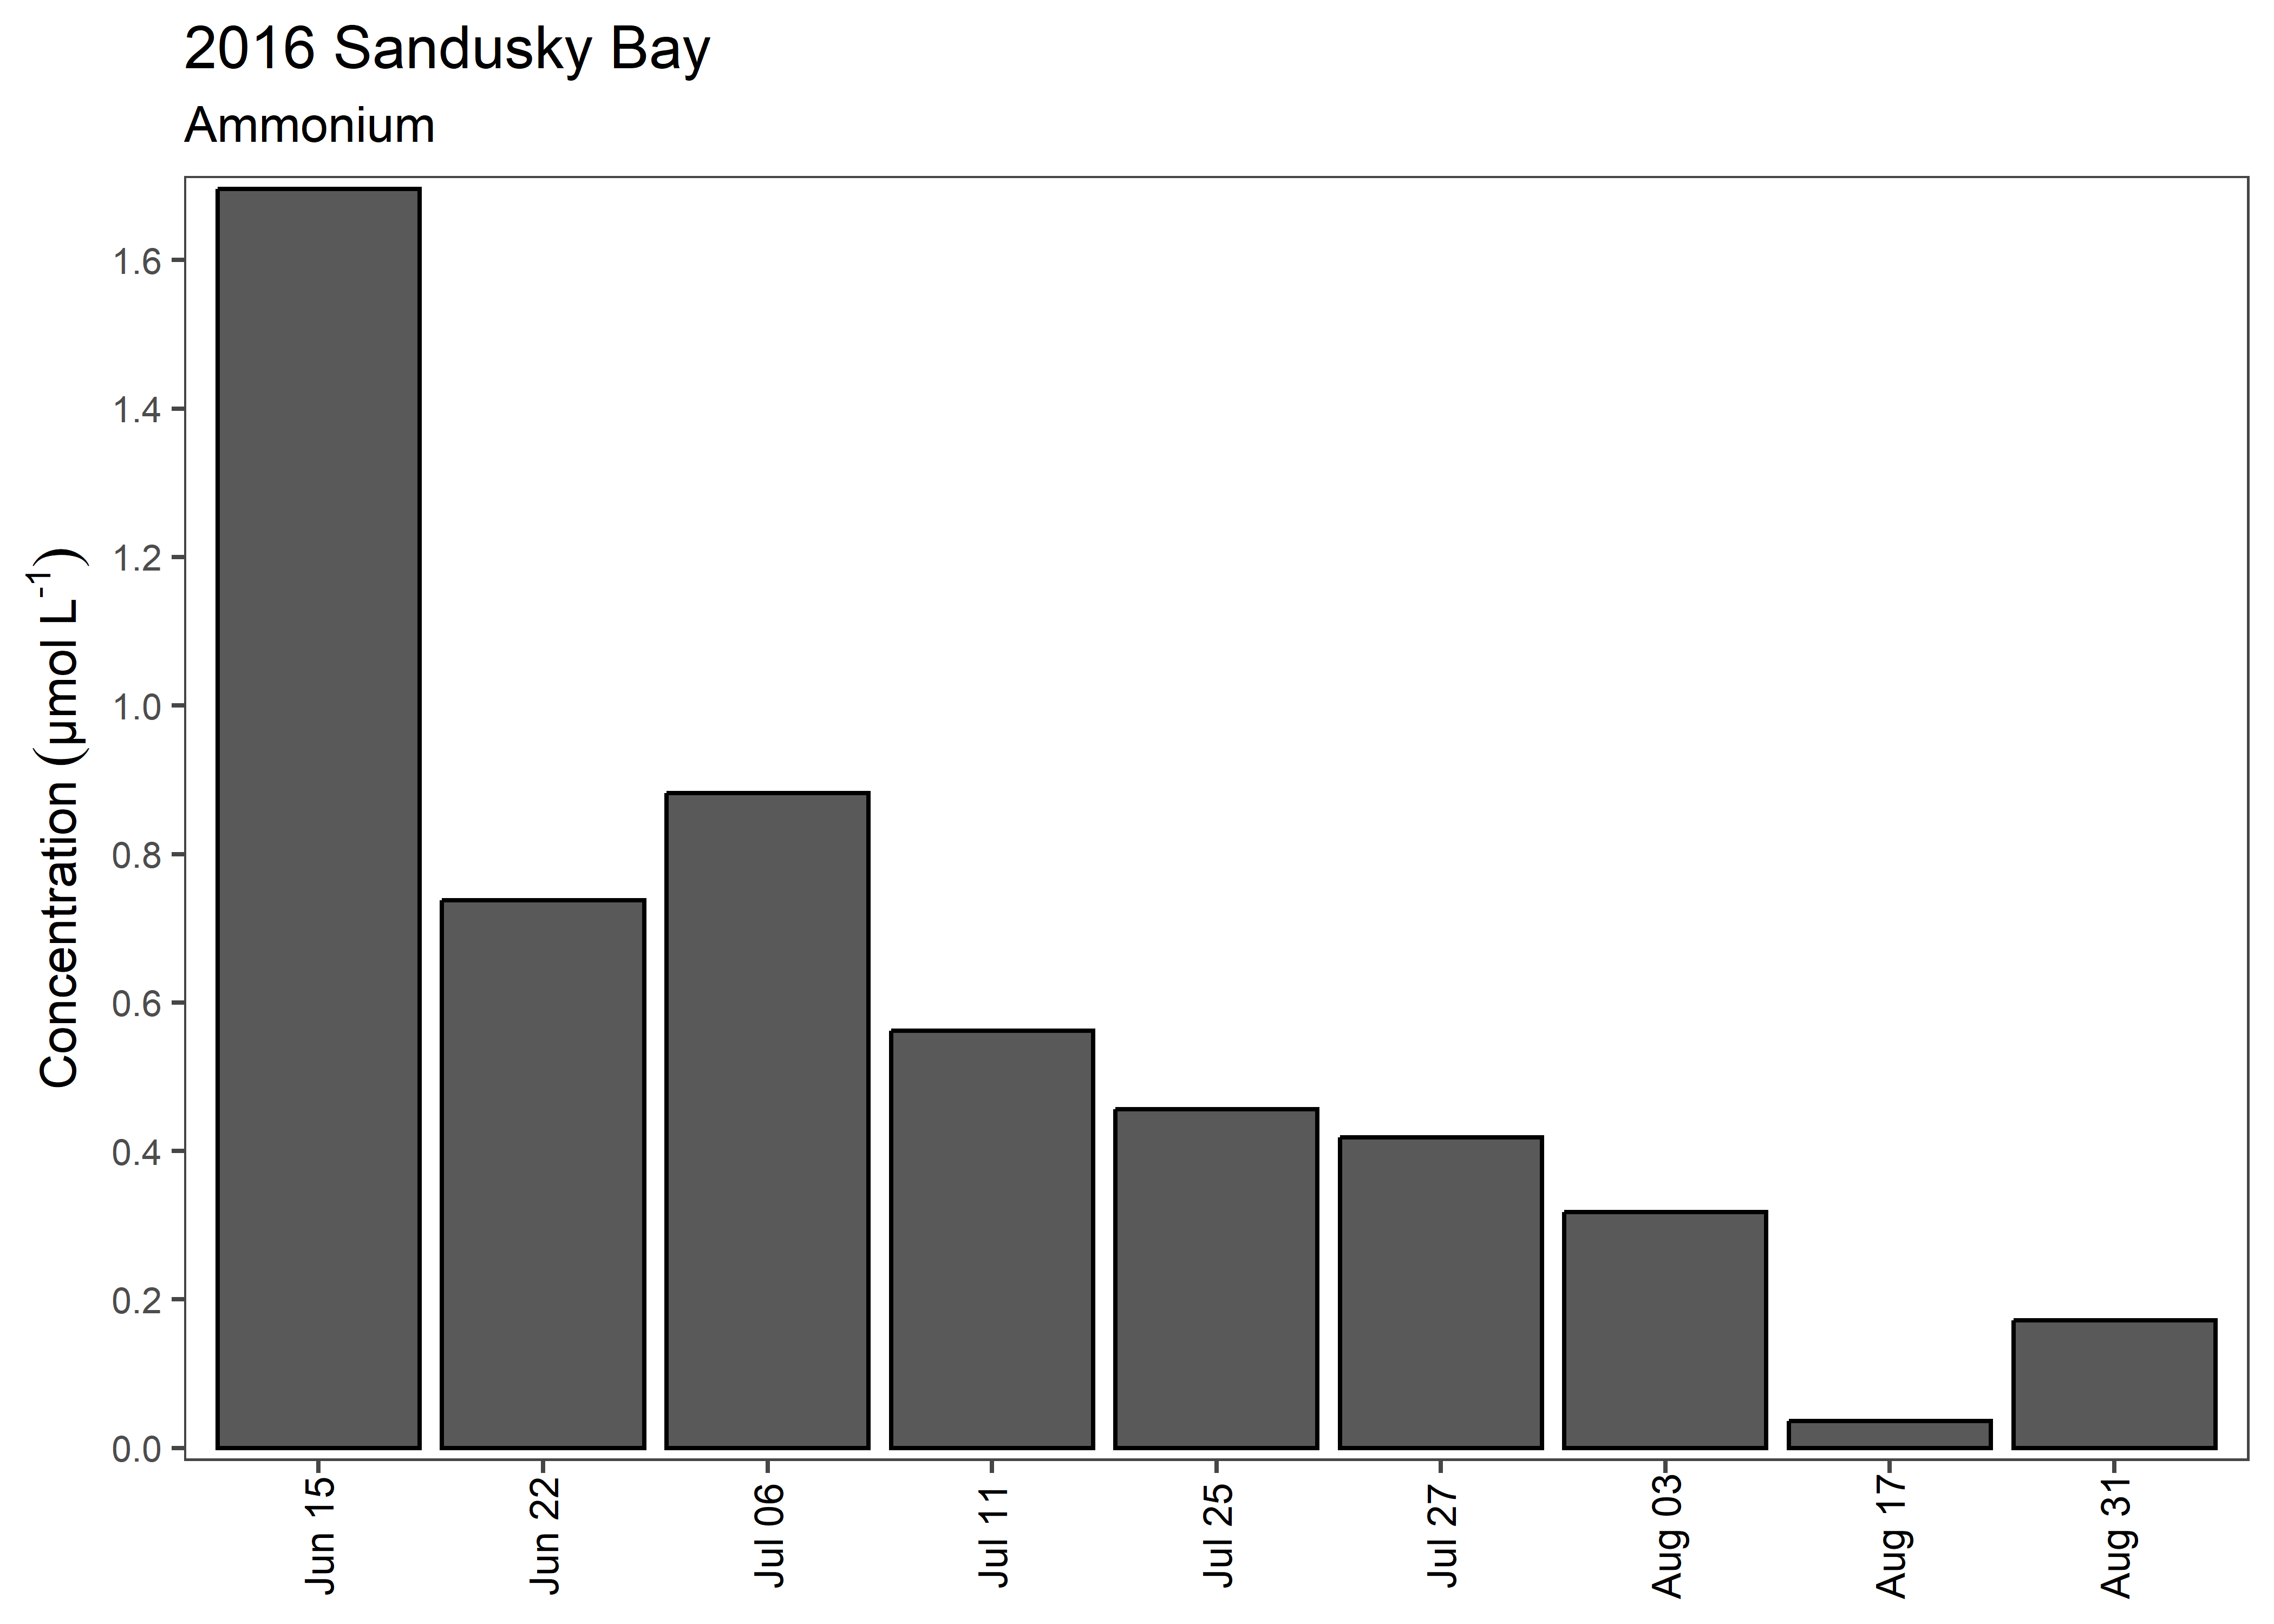 2016 Sandusky Bay
Ammonium
Concentration (µmol L⁻¹)
1.6
1.4
1.2
1.0
0.8
0.6
0.4
0.2
0.0
Jun 15
Jun 22
Jul 06
Jul 11
Jul 25
Jul 27
Aug 03
Aug 17
Aug 31